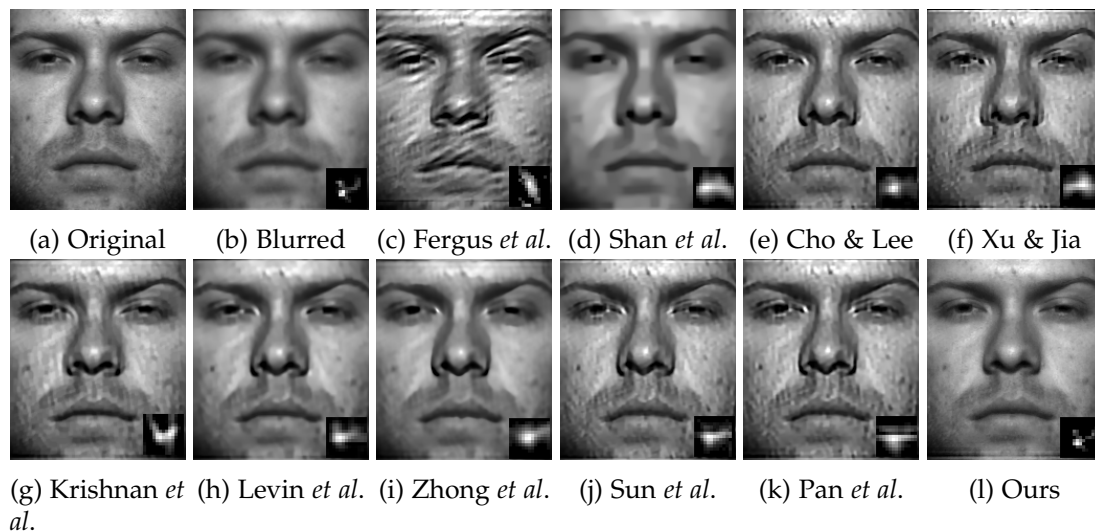 (a) Original (b) Blurred (c) Fergus et al. (d) Shan et al. (e) Cho & Lee (f) Xu & Jia
(g) Krishnan et (h) Levin et al. (i) Zhong et al. (j) Sun et al. (k) Pan et al. (l) Ours
al.